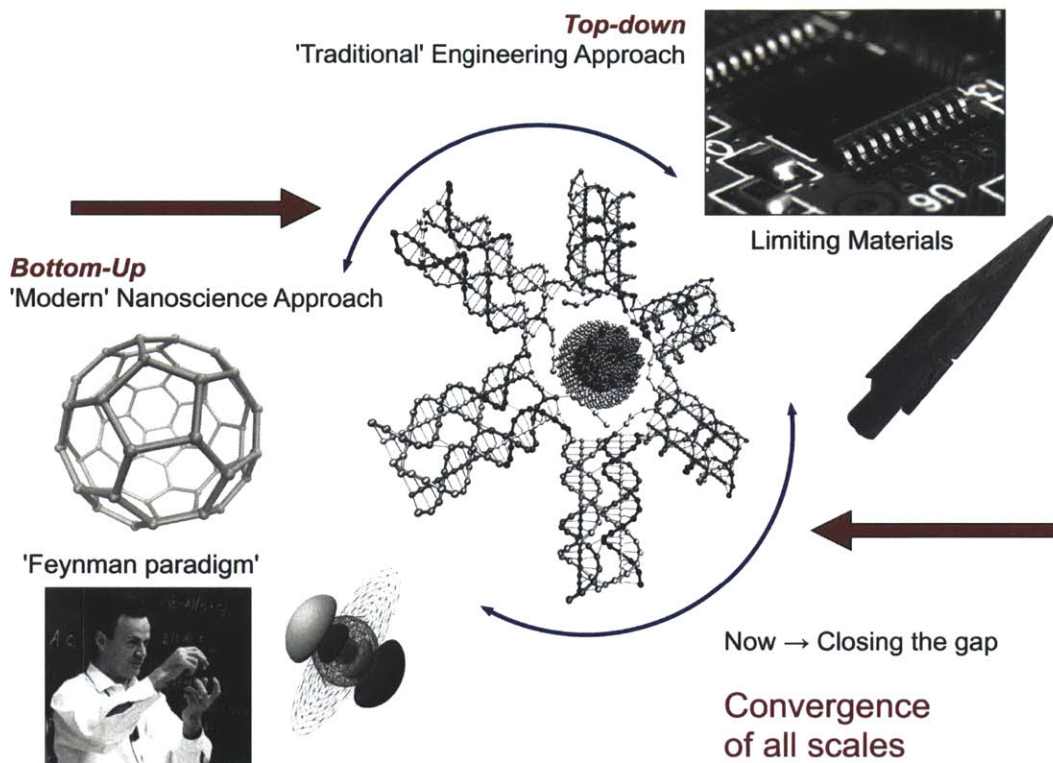 Top-down
'Traditional' Engineering Approach
U6
Limiting Materials
Bottom-Up
'Modern' Nanoscience Approach
'Feynman paradigm'
Now → Closing the gap
Convergence
of all scales